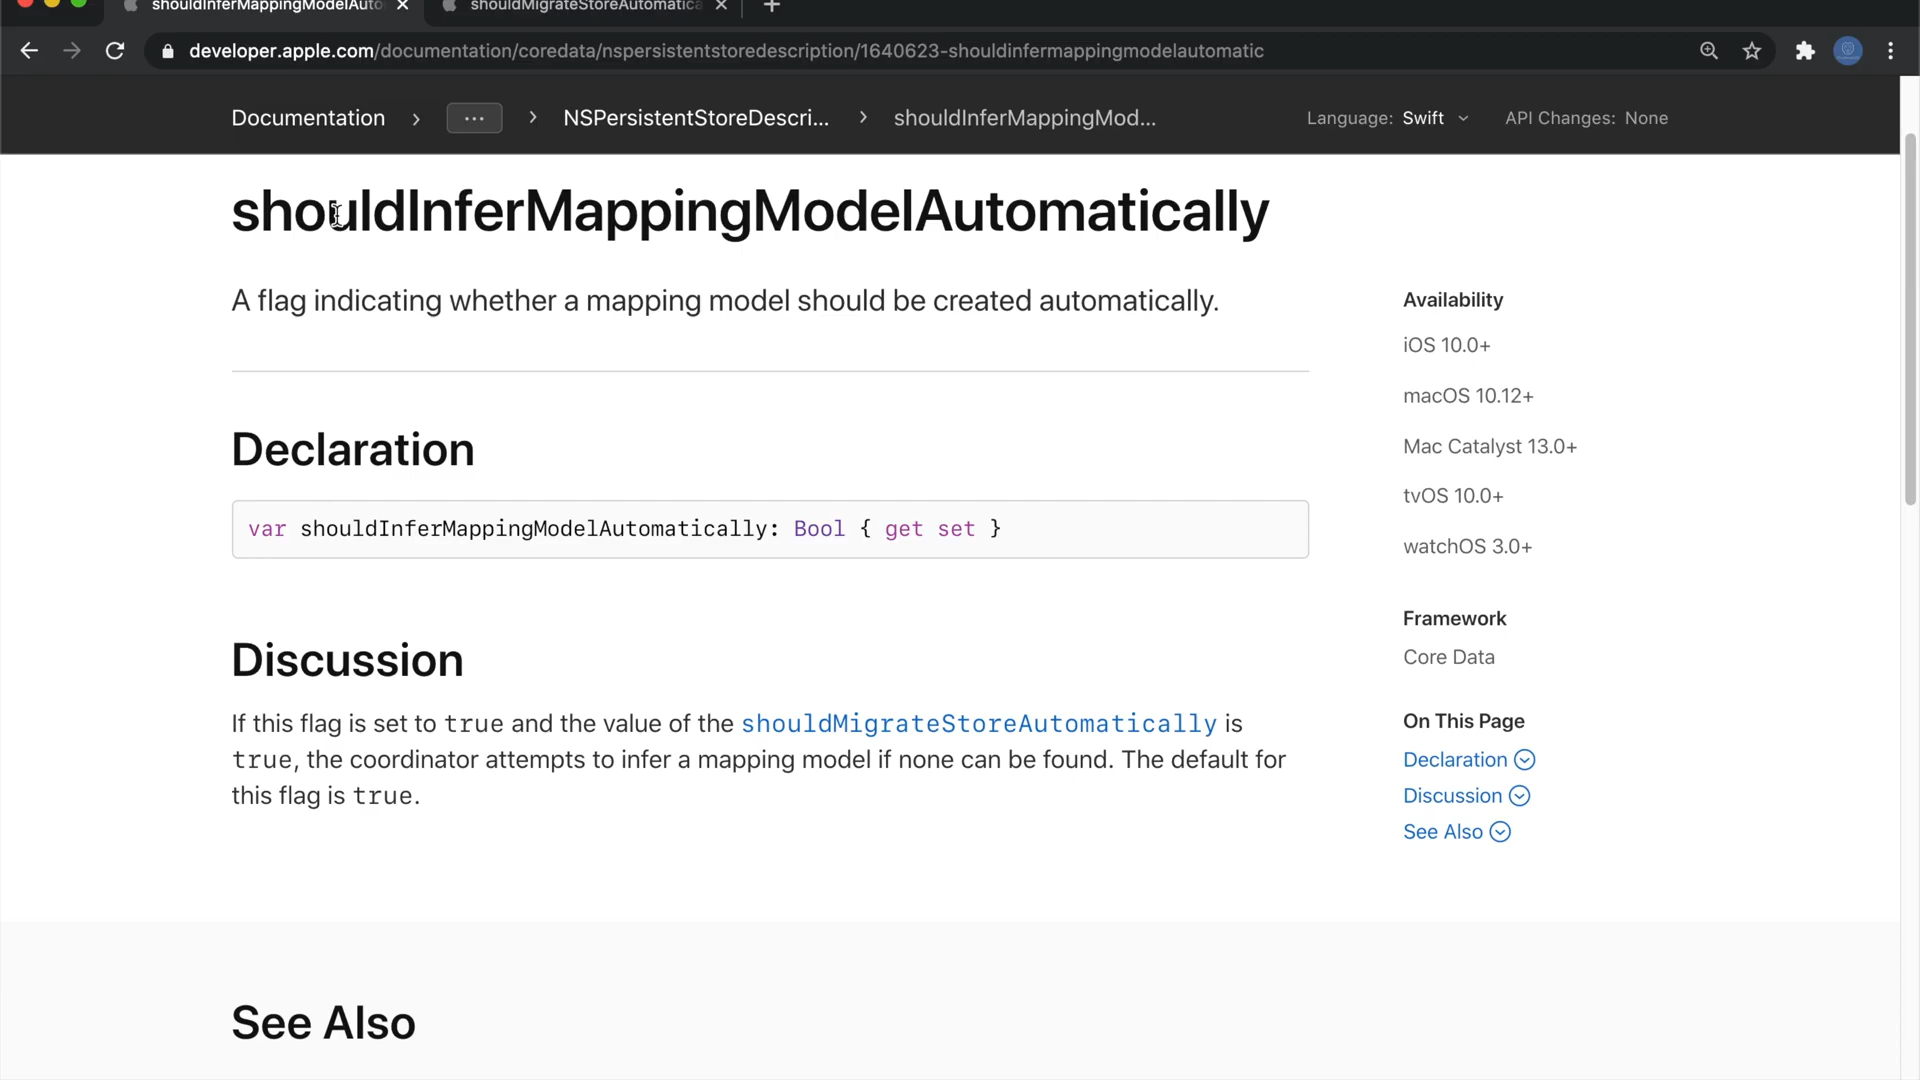 shouldInferMappingModelAuto
shouldMigrateStoreAutomatica
developer.apple.com/documentation/coredata/nspersistentstoredescription/1640623-shouldinfermappingmodelautomatic
Documentation › ... › NSPersistentStoreDescri... › shouldInferMappingMod... Language: Swift API Changes: None
shouldInferMappingModelAutomatically
A flag indicating whether a mapping model should be created automatically.
Declaration
var shouldInferMappingModelAutomatically: Bool { get set }
Discussion
If this flag is set to true and the value of the shouldMigrateStoreAutomatically is
true, the coordinator attempts to infer a mapping model if none can be found. The default for
this flag is true.
See Also
Availability
iOS 10.0+
macOS 10.12+
Mac Catalyst 13.0+
tvOS 10.0+
watchOS 3.0+
Framework
Core Data
On This Page
Declaration
Discussion
See Also